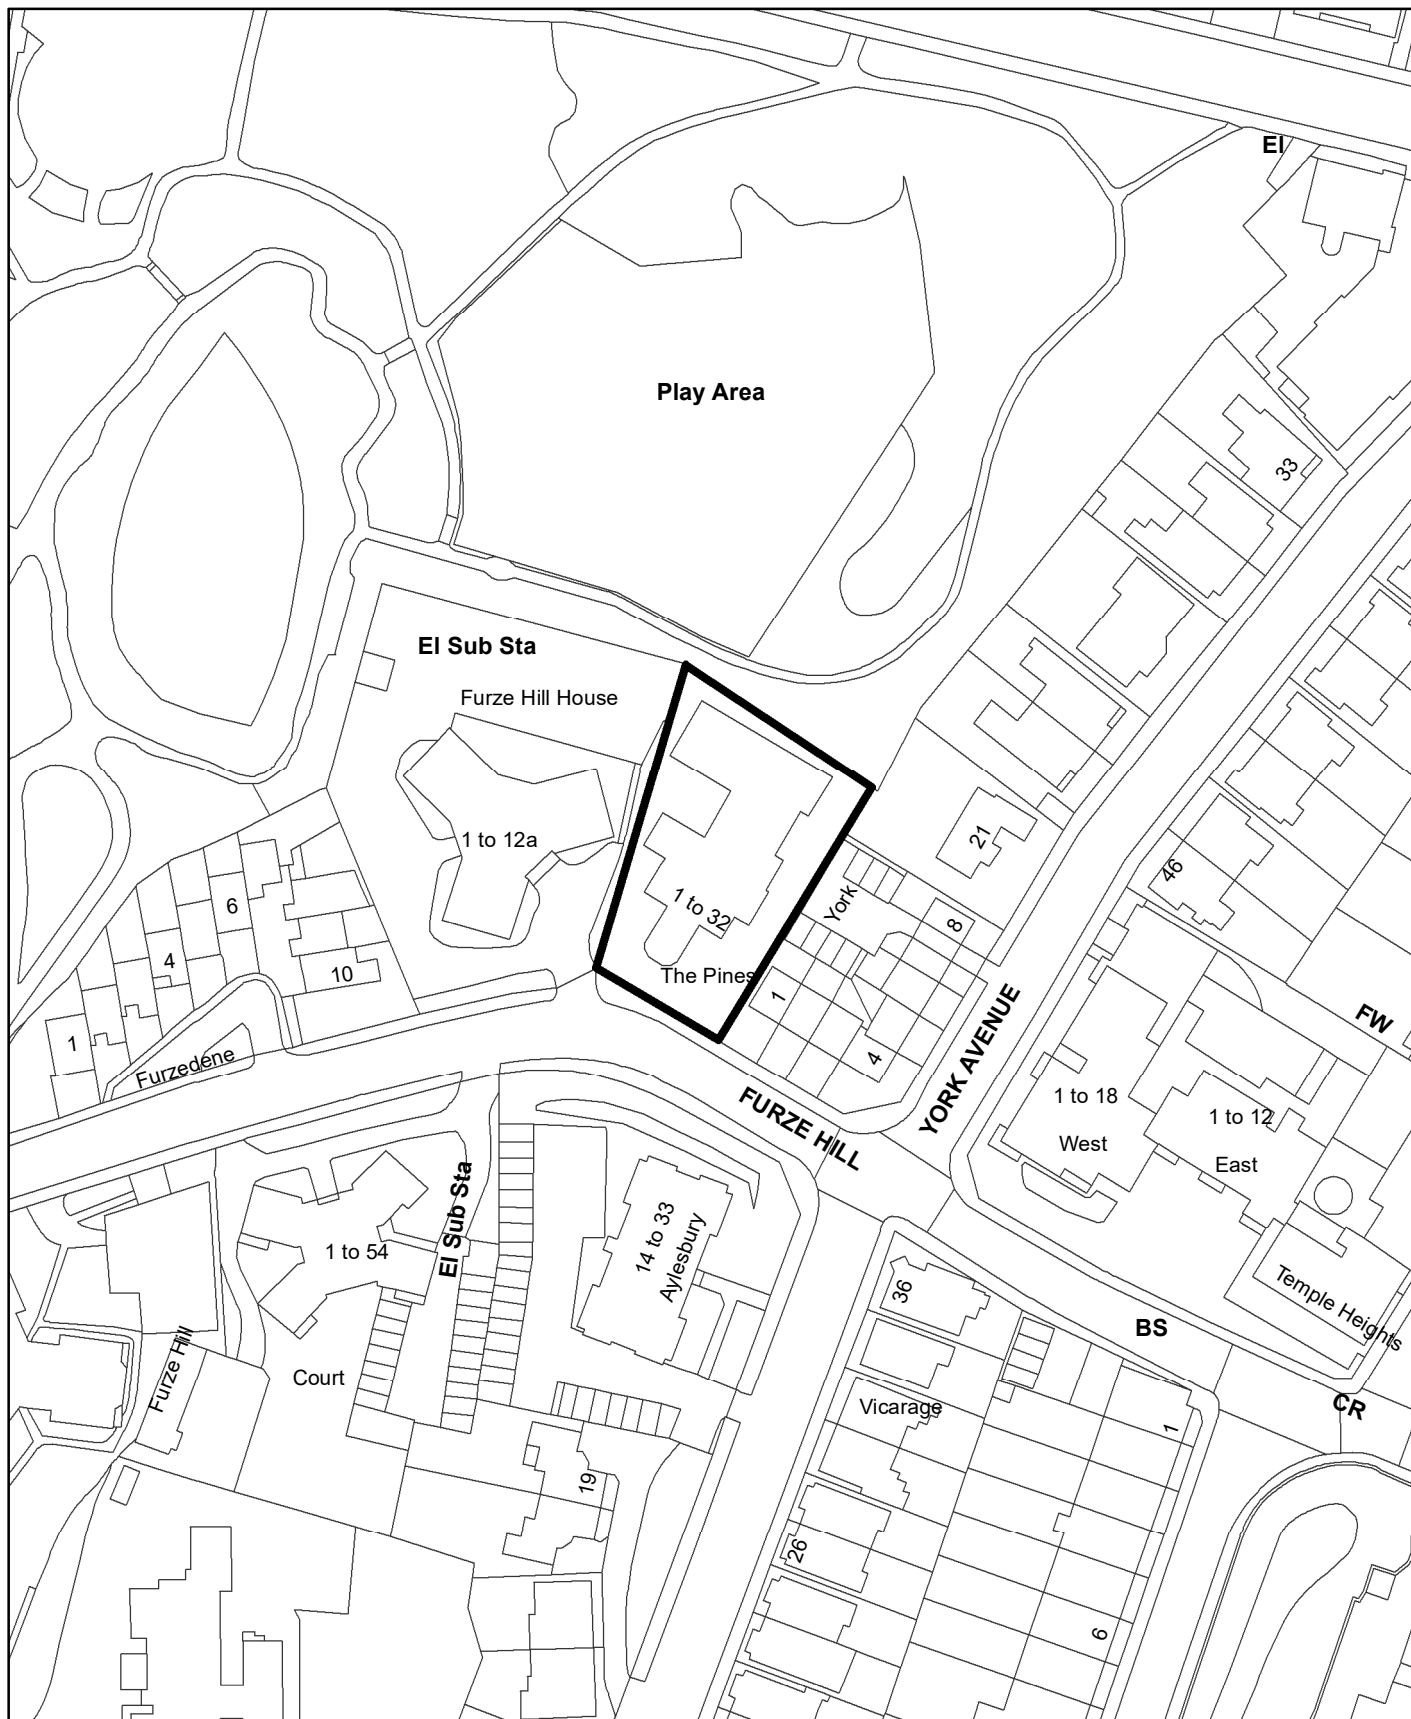 El
Play Area
33
El Sub Sta
Furze Hill House
1 to 12a
21
46
1 to 32
York
8
6
4
10
The Pines
1
1
4
Furzedene
YORK AVENUE
FW
FURZE HILL
1 to 18
West
1 to 12
East
El Sub Sta
14 to 33
Aylesbury
1 to 54
36
Temple Heights
BS
Furze Hill
Court
Vicarage
CR
1
19
26
6